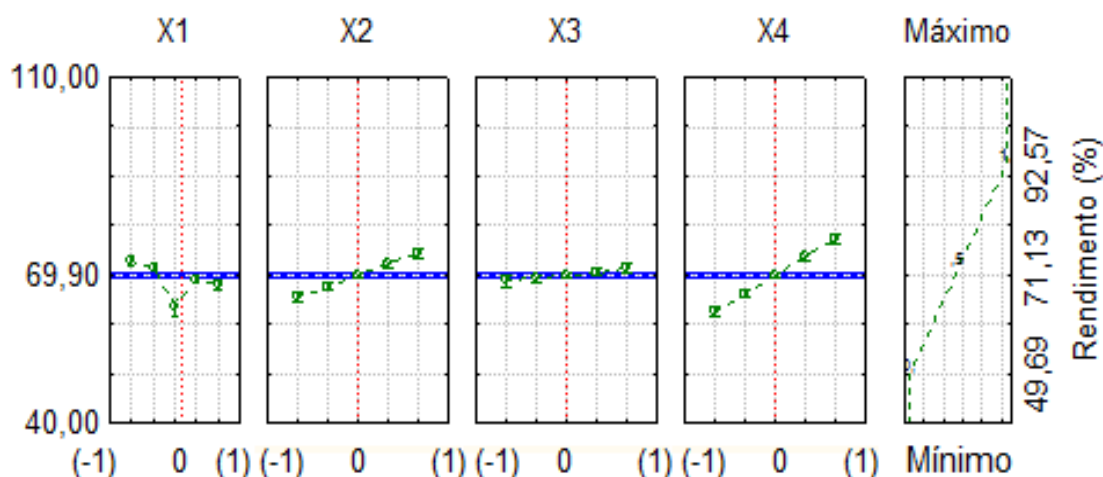 X1 X2 X3 X4 Máximo
110,00
69,90
40,00
(-1) 0 (1) (-1) 0 (1) (-1) 0 (1) (-1) 0 (1) Mínimo
49,69 71,13 92,57
Rendimento (%)